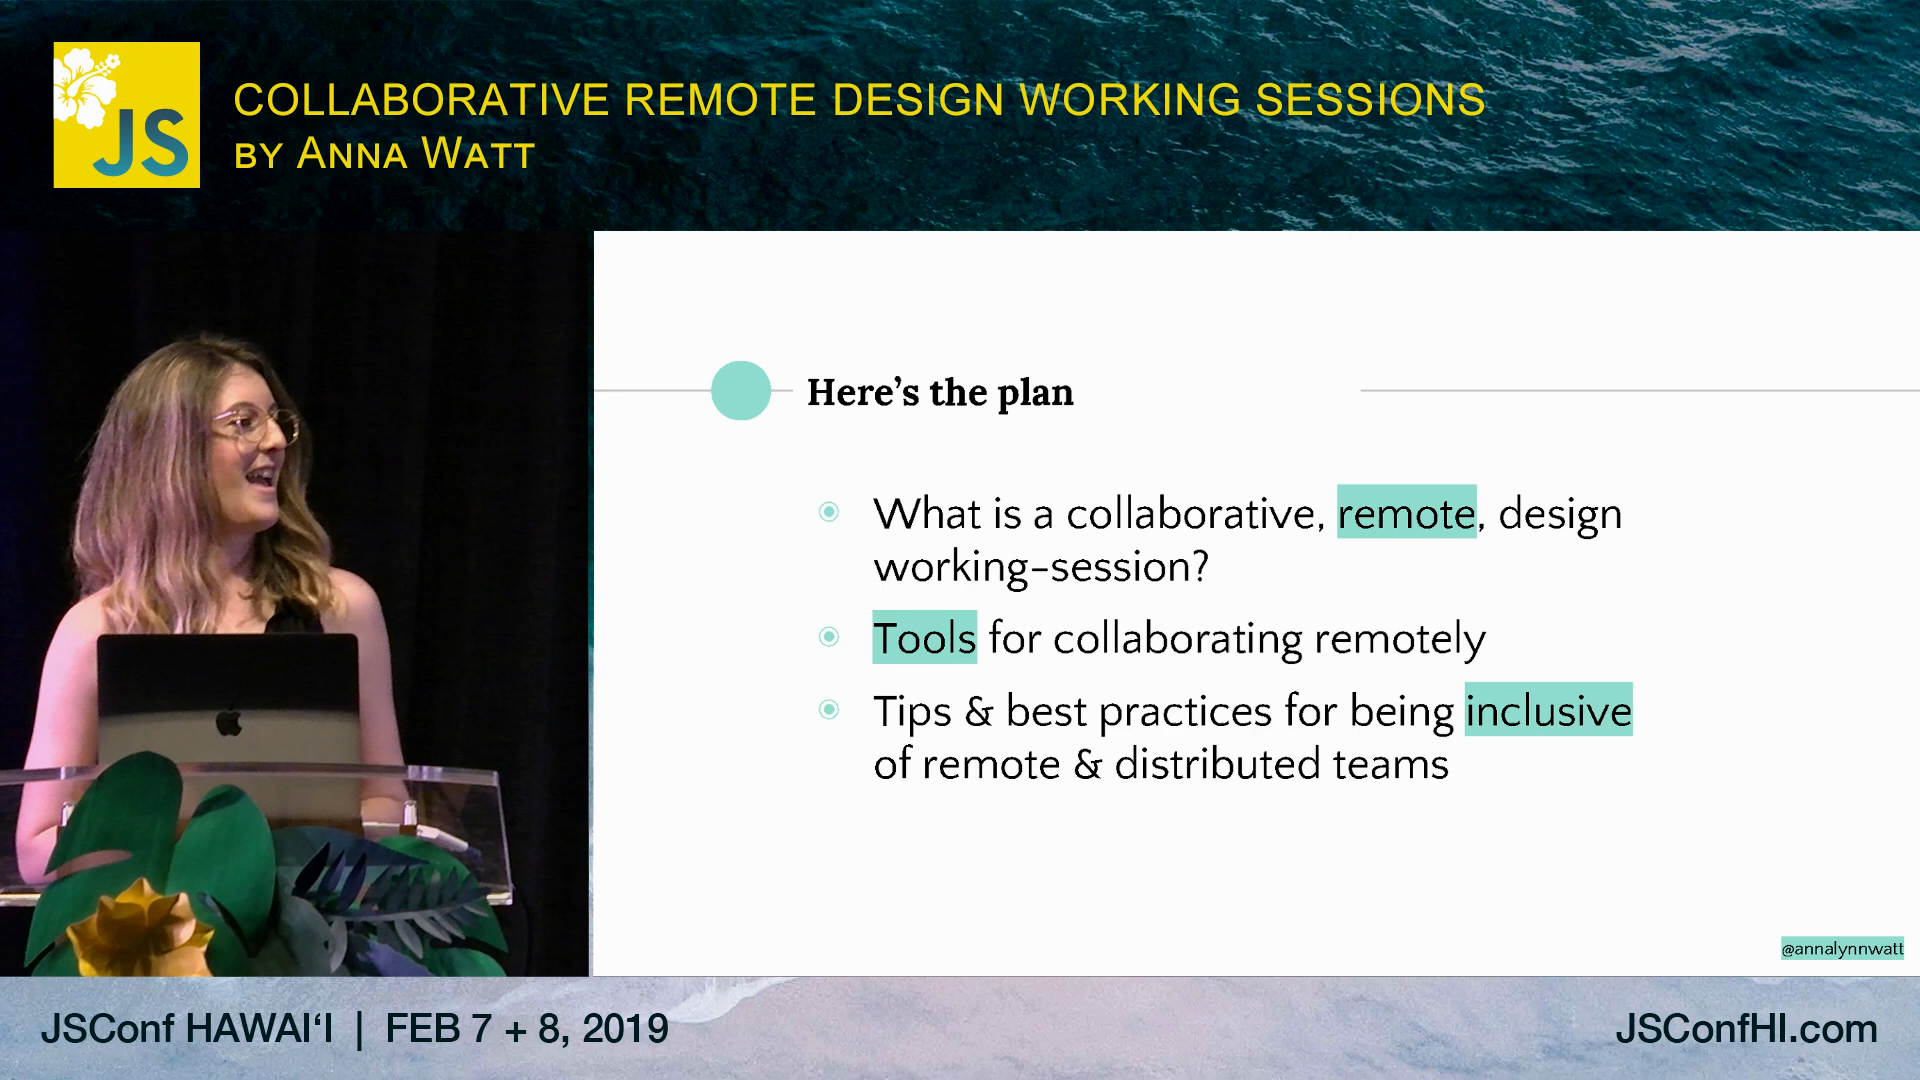 JS
COLLABORATIVE REMOTE DESIGN WORKING SESSIONS
BY ANNA WATT
Here's the plan
What is a collaborative, remote, design
working-session?
Tools for collaborating remotely
Tips & best practices for being inclusive
of remote & distributed teams
@annalynnwatt
JSConf HAWAI‘I | FEB 7 + 8, 2019
JSConfHI.com